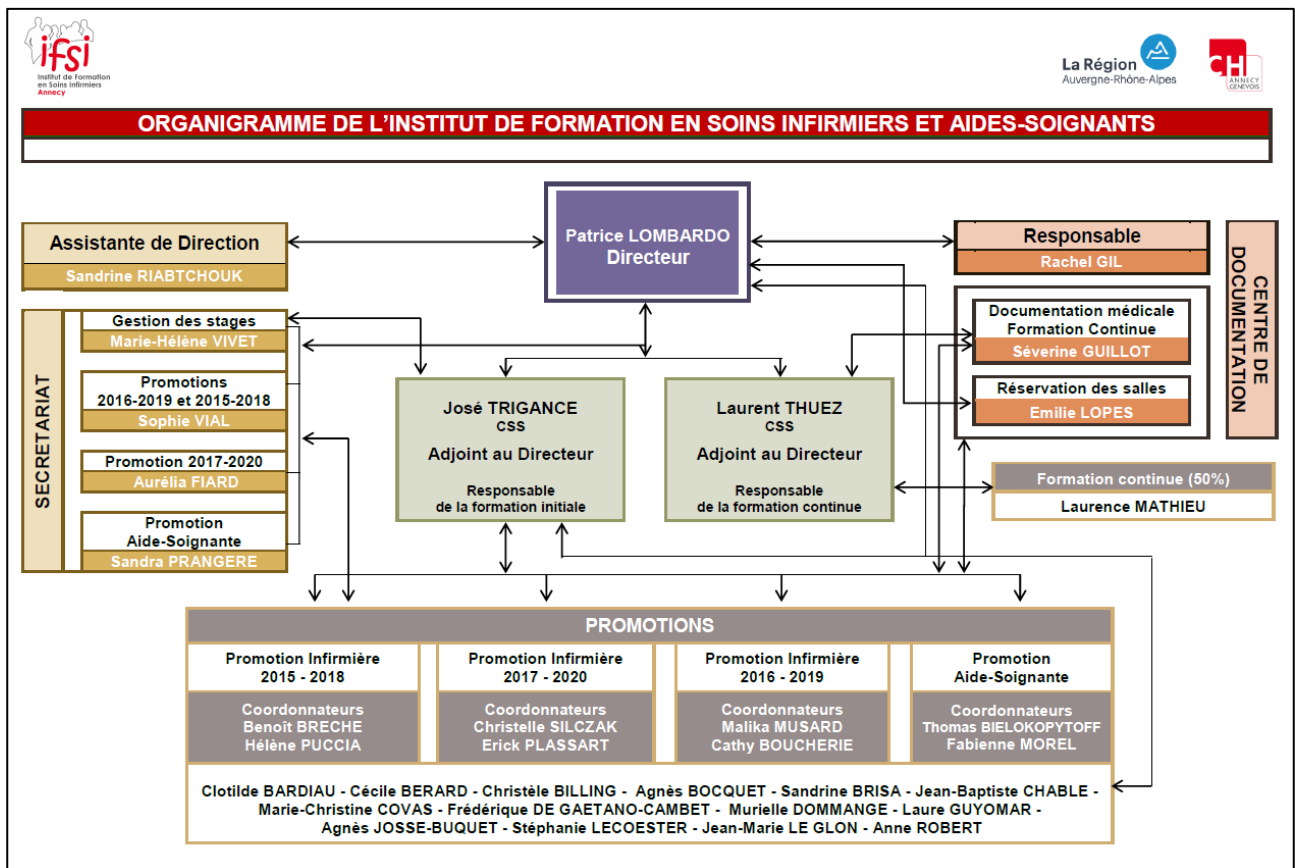 ifsi
Institut de Formation
en Soins Infirmiers
Annecy
La Région
Auvergne-Rhône-Alpes
CH
ANNECY
GENEVOIS
ORGANIGRAMME DE L'INSTITUT DE FORMATION EN SOINS INFIRMIERS ET AIDES-SOIGNANTS
Patrice LOMBARDO
Directeur
Assistante de Direction
Sandrine RIABTCHOUK
Responsable
Rachel GIL
CENTRE DE
DOCUMENTATION
SECRETARIAT
Gestion des stages
Marie-Hélène VIVET
Promotions
2016-2019 et 2015-2018
Sophie VIAL
Promotion 2017-2020
Aurélia FIARD
Promotion
Aide-Soignante
Sandra PRANGERE
Documentation médicale
Formation Continue
Séverine GUILLOT
Réservation des salles
Emilie LOPES
José TRIGANCE
CSS
Adjoint au Directeur
Responsable
de la formation initiale
Laurent THUEZ
CSS
Adjoint au Directeur
Responsable
de la formation continue
Formation continue (50%)
Laurence MATHIEU
PROMOTIONS
Promotion Infirmière
2015 - 2018
Coordonnateurs
Benoît BRECHE
Hélène PUCCIA
Promotion Infirmière
2017 - 2020
Coordonnateurs
Christelle SILCZAK
Erick PLASSART
Promotion Infirmière
2016 - 2019
Coordonnateurs
Malika MUSARD
Cathy BOUCHERIE
Promotion
Aide-Soignante
Coordonnateurs
Thomas BIELOKOPYTOFF
Fabienne MOREL
Clotilde BARDIAU - Cécile BERARD - Christèle BILLING - Agnès BOCQUET - Sandrine BRISA - Jean-Baptiste CHABLE -
Marie-Christine COVAS - Frédérique DE GAETANO-CAMBET - Murielle DOMMANGE - Laure GUYOMAR -
Agnès JOSSE-BUQUET - Stéphanie LECOESTER - Jean-Marie LE GLON - Anne ROBERT